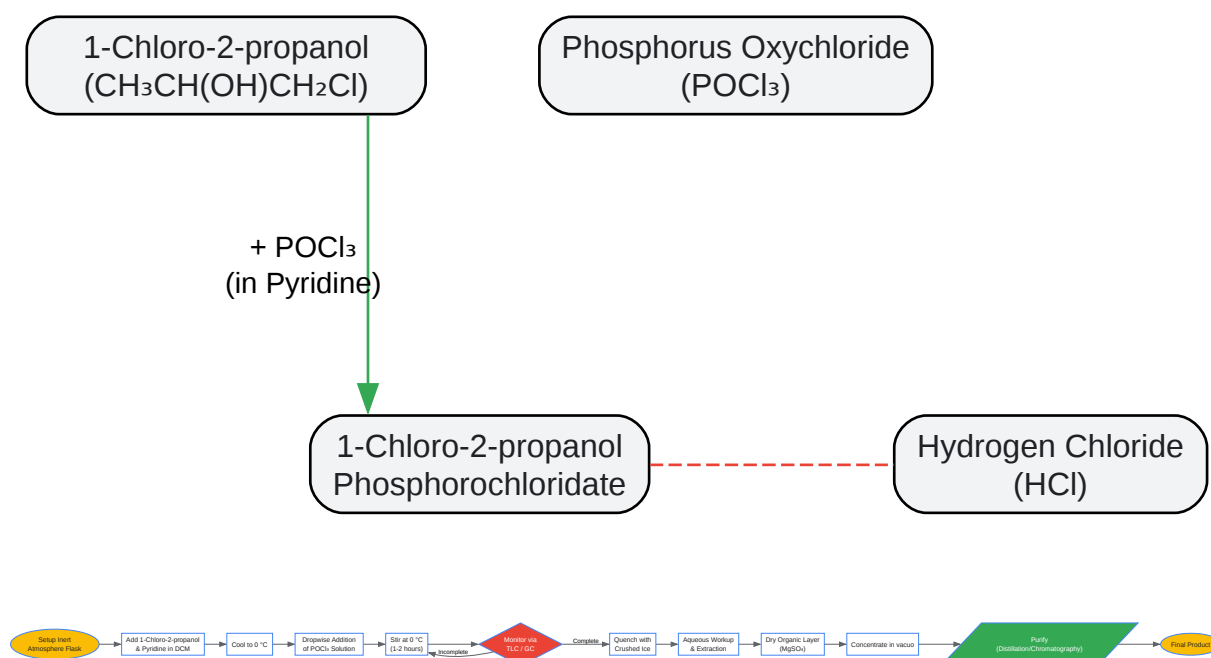 1-Chloro-2-propanol
(CH₃CH(OH)CH₂Cl)
Phosphorus Oxychloride
(POCl₃)
+ POCl₃
(in Pyridine)
1-Chloro-2-propanol
Phosphorochloridate
Hydrogen Chloride
(HCl)
Setup Inert
Atmosphere Flask
Add 1-Chloro-2-propanol
& Pyridine in DCM
Cool to 0 °C
Dropwise Addition
of POCl₃ Solution
Stir at 0 °C
(1-2 hours)
Incomplete
Monitor via
TLC / GC
Complete
Quench with
Crushed Ice
Aqueous Workup
& Extraction
Dry Organic Layer
(MgSO₄)
Concentrate in vacuo
Purify
(Distillation/Chromatography)
Final Product